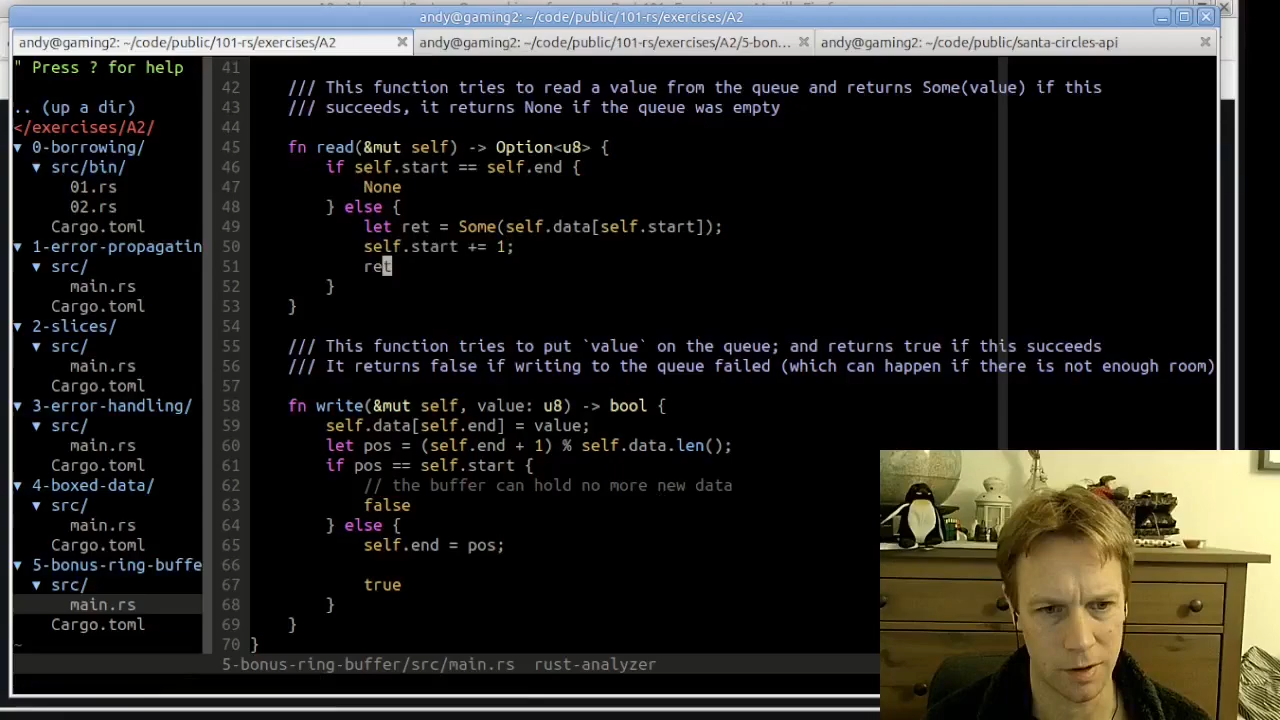 andy@gaming2: ~/code/public/101-rs/exercises/A2
andy@gaming2: ~/code/public/101-rs/exercises/A2
andy@gaming2: ~/code/public/101-rs/exercises/A2/5-bon...
andy@gaming2: ~/code/public/santa-circles-api
" Press ? for help
.. (up a dir)
</exercises/A2/
▼ 0-borrowing/
▼ src/bin/
01.rs
02.rs
Cargo.toml
▼ 1-error-propagatin
▼ src/
main.rs
Cargo.toml
▼ 2-slices/
▼ src/
main.rs
Cargo.toml
▼ 3-error-handling/
▼ src/
main.rs
Cargo.toml
▼ 4-boxed-data/
▼ src/
main.rs
Cargo.toml
▼ 5-bonus-ring-buffe
▼ src/
main.rs
Cargo.toml
~
41
42 /// This function tries to read a value from the queue and returns Some(value) if this
43 /// succeeds, it returns None if the queue was empty
44
45 fn read(&mut self) -> Option<u8> {
46 if self.start == self.end {
47 None
48 } else {
49 let ret = Some(self.data[self.start]);
50 self.start += 1;
51 ret
52 }
53 }
54
55 /// This function tries to put `value` on the queue; and returns true if this succeeds
56 /// It returns false if writing to the queue failed (which can happen if there is not enough room)
57
58 fn write(&mut self, value: u8) -> bool {
59 self.data[self.end] = value;
60 let pos = (self.end + 1) % self.data.len();
61 if pos == self.start {
62 // the buffer can hold no more new data
63 false
64 } else {
65 self.end = pos;
66
67 true
68 }
69 }
70 }
5-bonus-ring-buffer/src/main.rs rust-analyzer